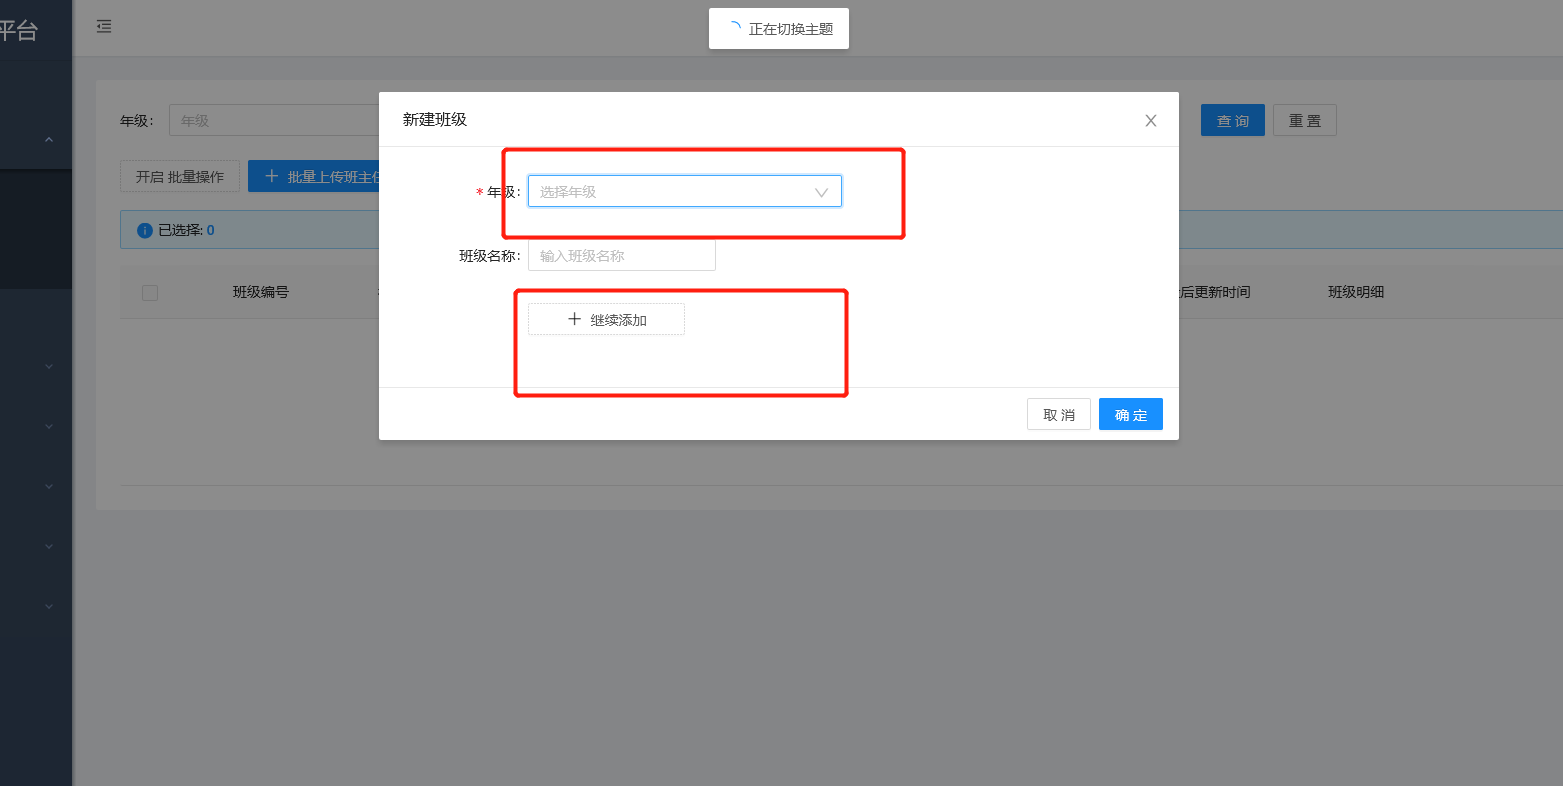 平台
正在切换主题
年级:
年级
查 询
重 置
开启 批量操作
批量上传班主任
已选择: 0
班级编号
后更新时间
班级明细
新建班级
* 年级:
选择年级
班级名称:
输入班级名称
继续添加
取 消
确 定